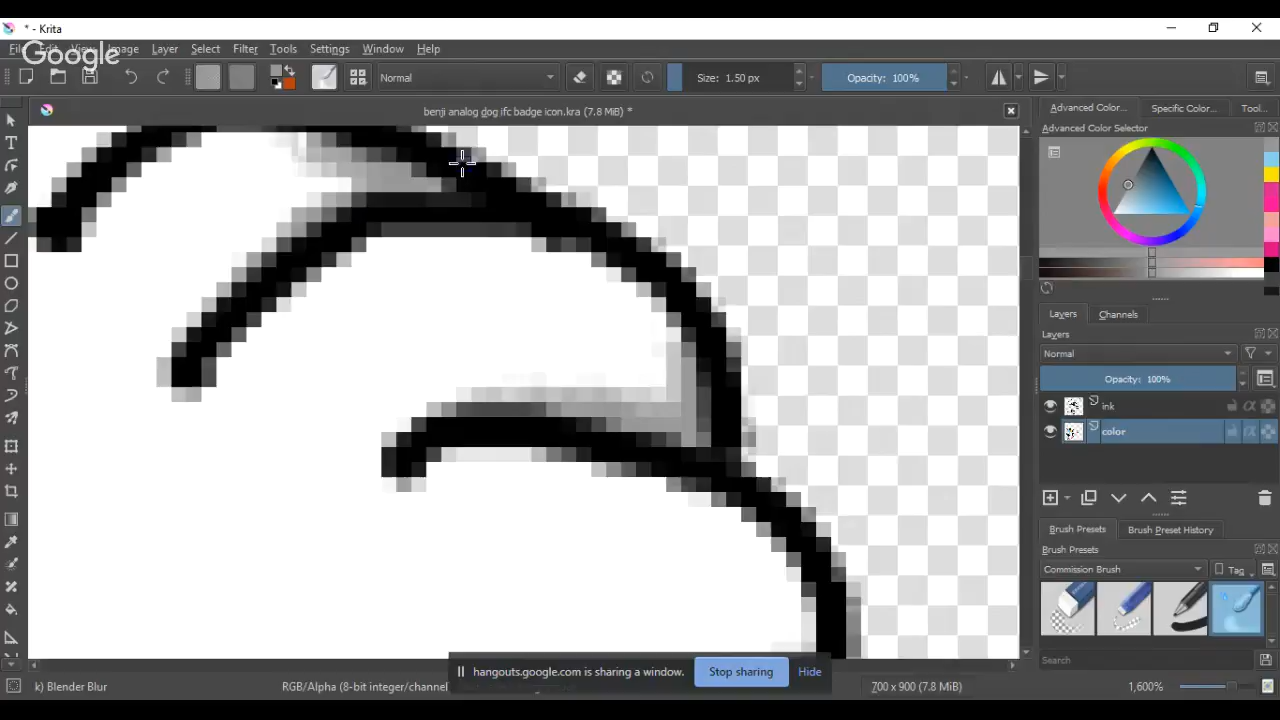 * - Krita
File Edit View Image Layer Select Filter Tools Settings Window Help
Google
Normal
Size: 1.50 px
Opacity: 100%
benji analog dog ifc badge icon.kra (7.8 MiB) *
Advanced Color... Specific Color... Tool...
Advanced Color Selector
Layers Channels
Layers
Normal
Opacity: 100%
ink
color
Brush Presets Brush Preset History
Brush Presets
Commission Brush Tag
Search
hangouts.google.com is sharing a window. Stop sharing Hide
k) Blender Blur RGB/Alpha (8-bit integer/channel 700 x 900 (7.8 MiB) 1,600%